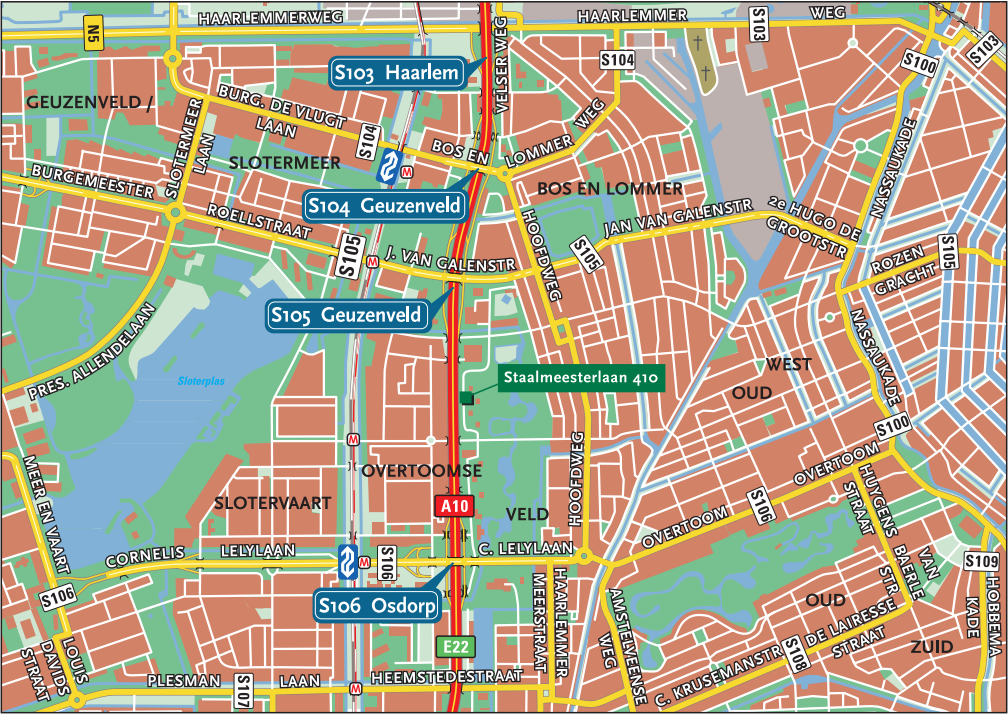 HAARLEMMERWEG
HAARLEMMER
WEG
S103
S103
N5
VELSER WEG
S100
S104
S103 Haarlem
GEUZENVELD /
SLOTERMEER
LAAN
BURG. DE VLUGT
LAAN
S104
SLOTERMEER
BOS EN
LOMMER
WEG
M
NASSAUKADE
BURGEMEESTER
ROELLSTRAAT
S104 Geuzenveld
BOS EN LOMMER
HOOFDWEG
JAN VAN GALENSTR
2e HUGO DE
GROOTSTR
S105
M
J. VAN GALENSTR
S105
ROZEN
GRACHT
S105
S105 Geuzenveld
NASSAUKADE
PRES. ALLENDELAAN
Sloterplas
Staalmeesterlaan 410
WEST
OUD
S100
M
OVERTOOMSE
VELD
HOOFDWEG
OVERTOOM
HUYGENS
STRAAT
MEER EN VAART
SLOTERVAART
A10
OVERTOOM
S106
CORNELIS
LELYLAAN
M
S106
C. LELYLAAN
VAN
BAERLE
STR
S109
S106
S106 Osdorp
HAARLEMMER
MEERSTRAAT
AMSTELVEENSE
WEG
OUD
ZUID
HOBBEMA
KADE
DE LAIRESSE
STRAAT
S108
C. KRUSEMANSTR
LOUIS
DAVIDS
STRAAT
E22
PLESMAN
LAAN
S107
M
HEEMSTEDESTRAAT